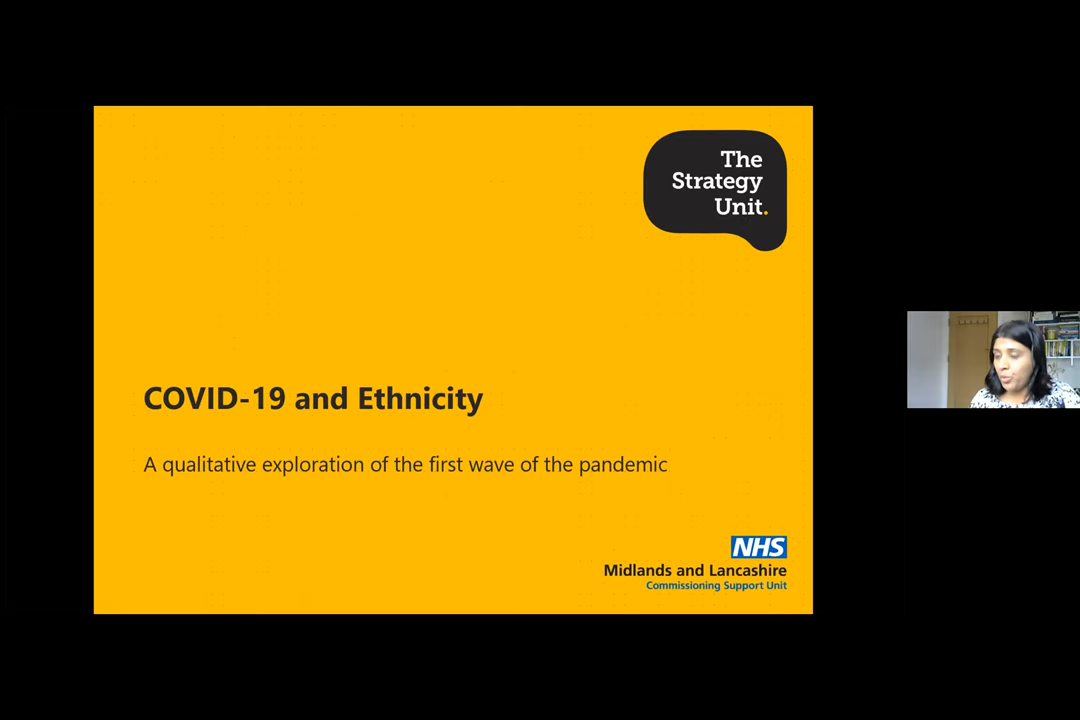 The
Strategy
Unit.
COVID-19 and Ethnicity
A qualitative exploration of the first wave of the pandemic
NHS
Midlands and Lancashire
Commissioning Support Unit